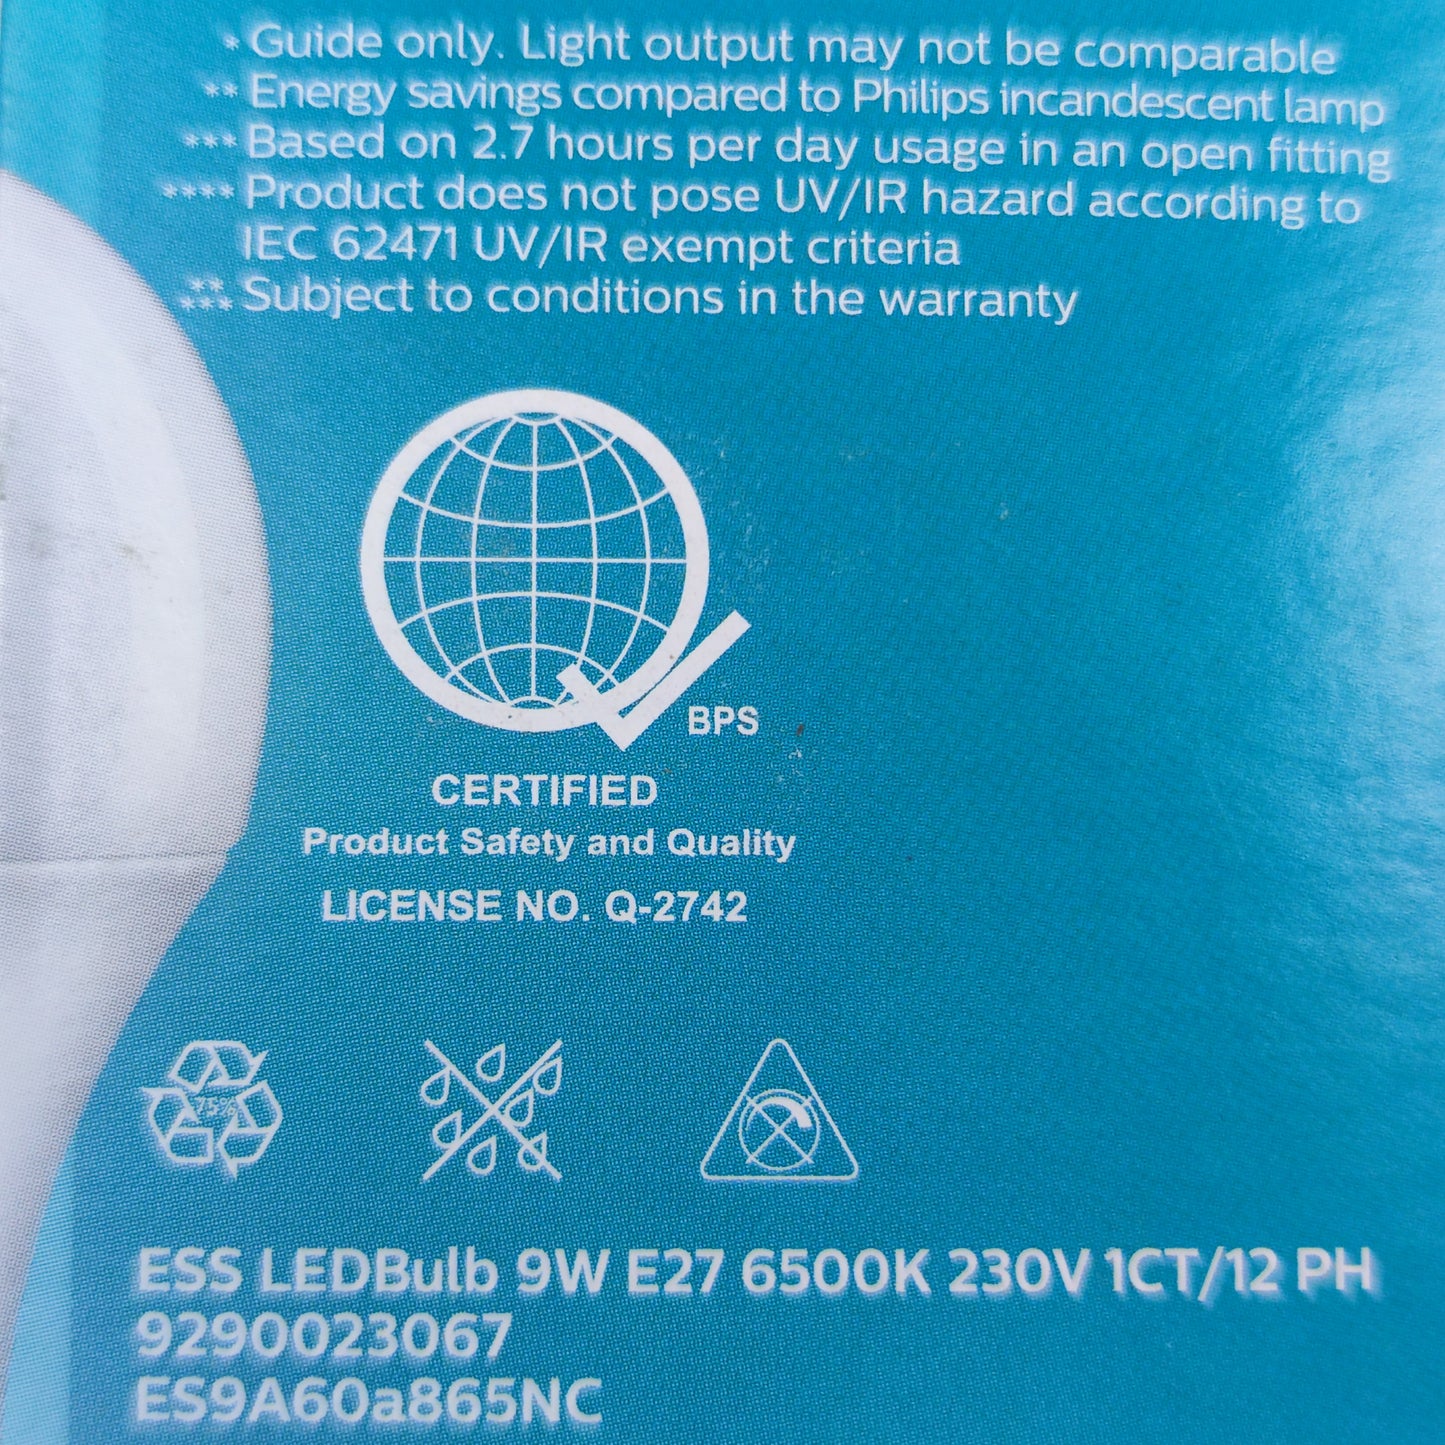 * Guide only. Light output may not be comparable
** Energy savings compared to Philips incandescent lamp
*** Based on 2.7 hours per day usage in an open fitting
**** Product does not pose UV/IR hazard according to
IEC 62471 UV/IR exempt criteria
***** Subject to conditions in the warranty
BPS
CERTIFIED
Product Safety and Quality
LICENSE NO. Q-2742
75%
ESS LEDBulb 9W E27 6500K 230V 1CT/12 PH
9290023067
ES9A60a865NC